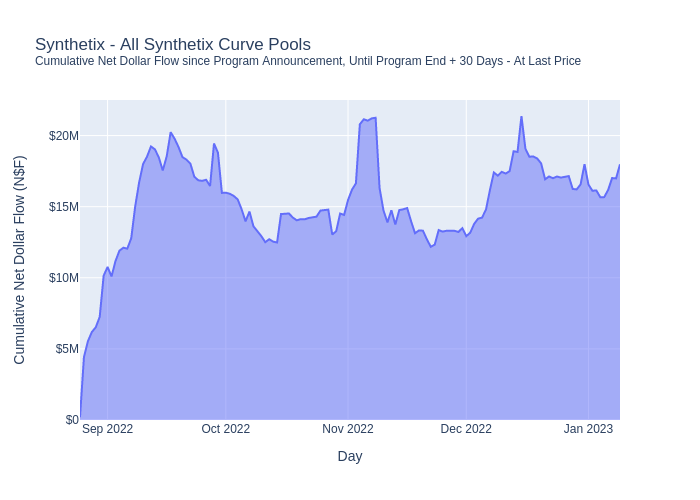 Synthetix - All Synthetix Curve Pools
Cumulative Net Dollar Flow since Program Announcement, Until Program End + 30 Days - At Last Price
Cumulative Net Dollar Flow (N$F)
$20M
$15M
$10M
$5M
$0
Sep 2022
Oct 2022
Nov 2022
Dec 2022
Jan 2023
Day